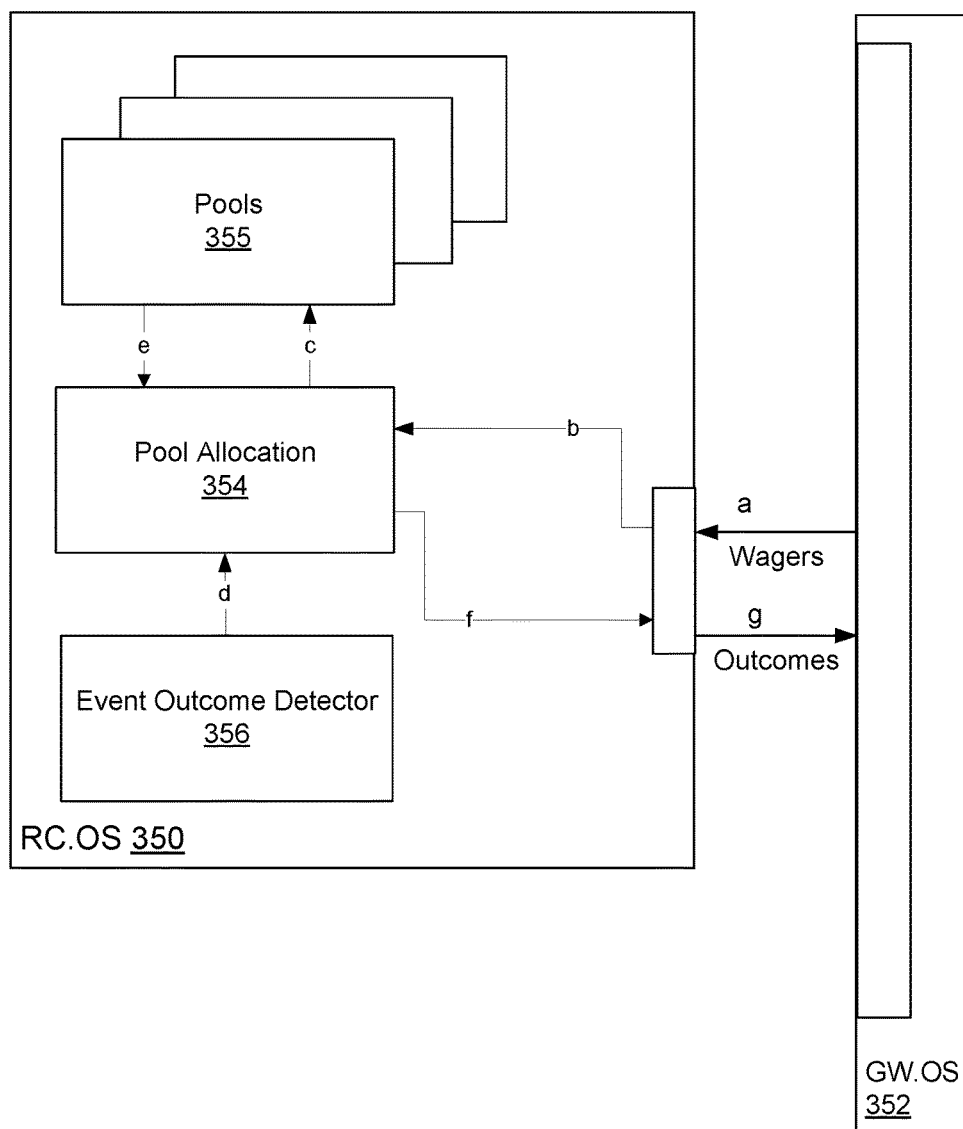 Pools
355
e
c
Pool Allocation
354
b
a
Wagers
d
f
g
Outcomes
Event Outcome Detector
356
RC.OS 350
GW.OS
352